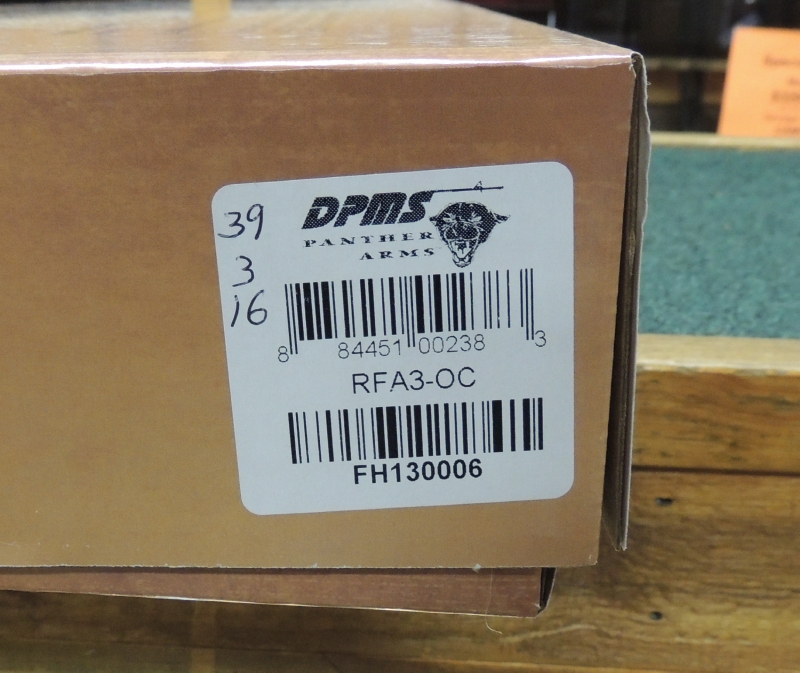 39
3
16
DPMS
PANTHER
ARMS
8 84451 00238 3
RFA3-OC
FH130006